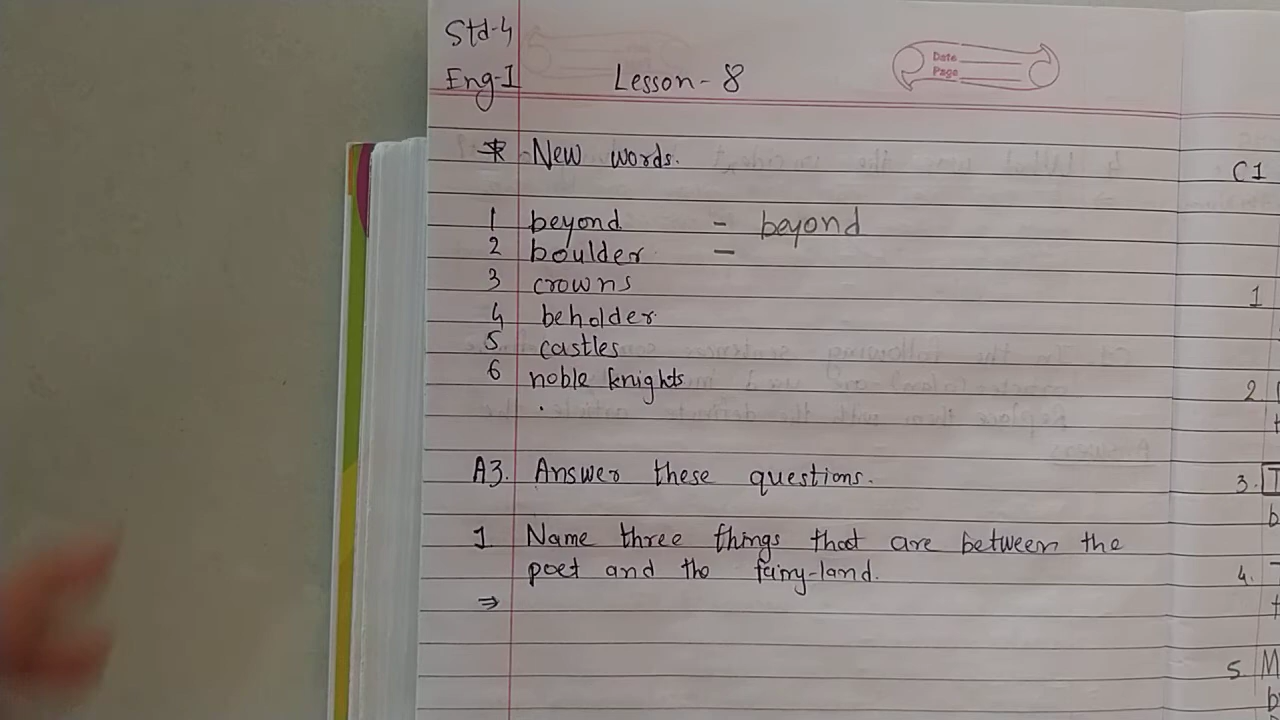 Std-4
Eng-I
Lesson-8
Date
Page
* New words.
1 beyond - beyond
2 boulder -
3 crowns
4 beholder
5 castles
6 noble knights
A3. Answer these questions.
1 Name three things that are between the
poet and the fairy-land.
⇒
C1
1
2
3.
4.
5. M